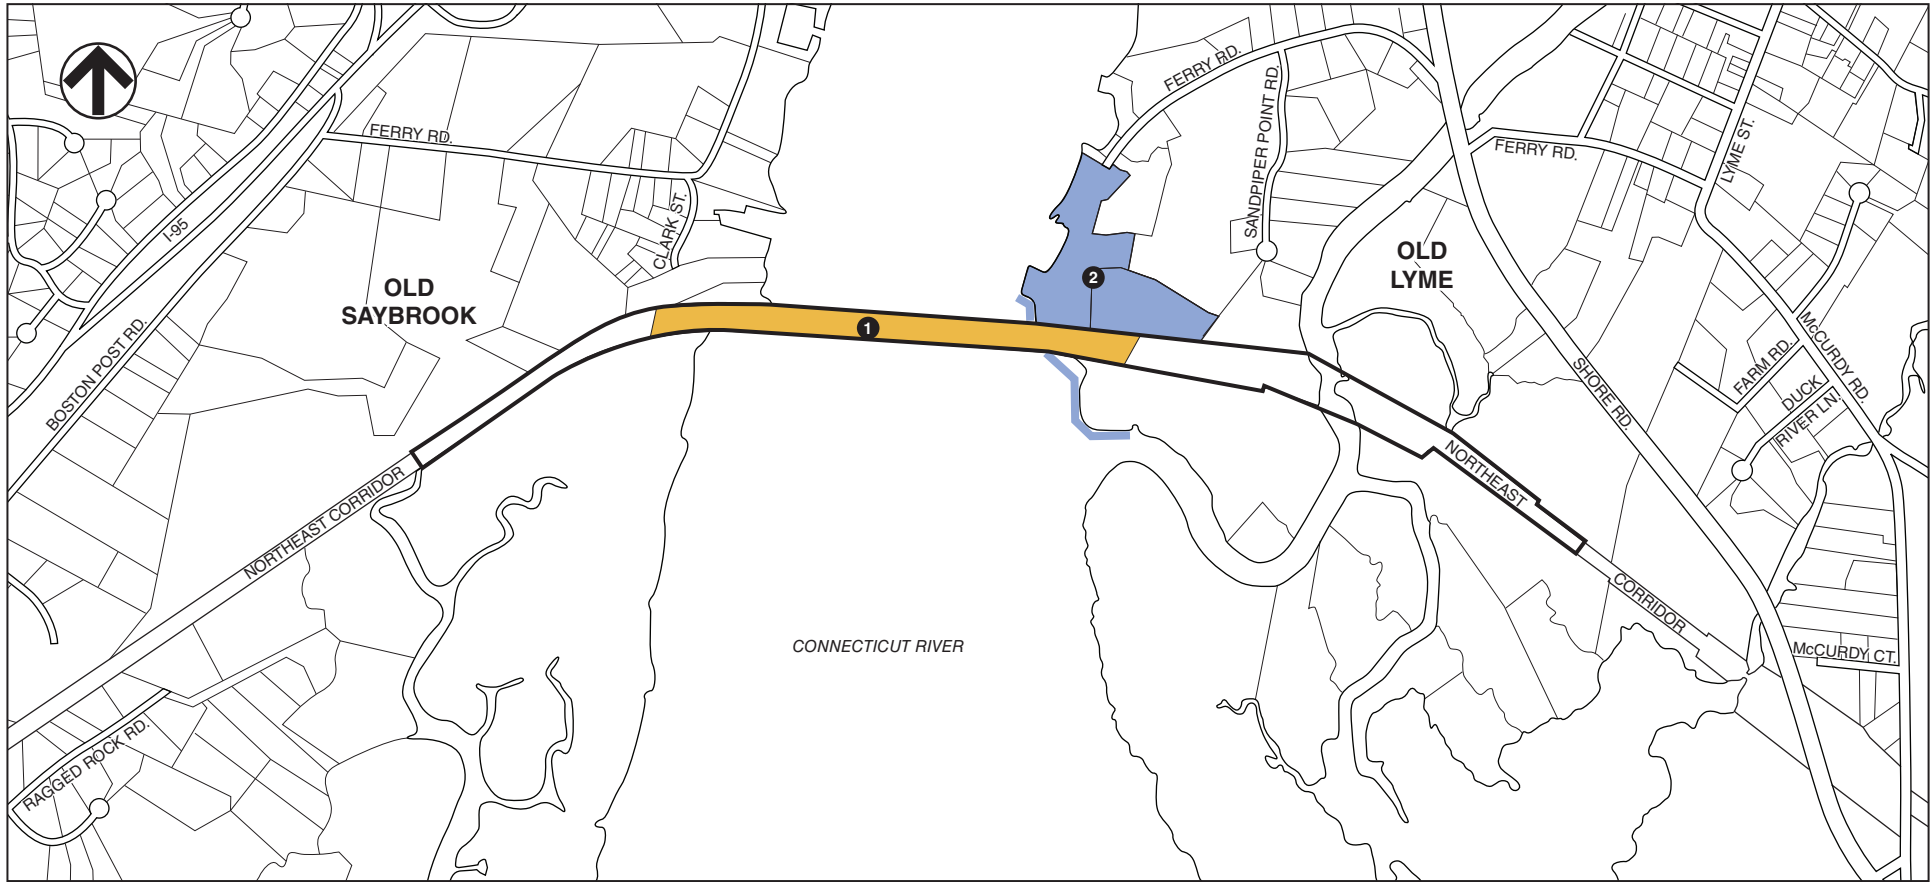 FERRY RD.
FERRY RD.
SANDPIPER POINT RD.
FERRY RD.
LYME ST.
I-95
CLARK ST.
OLD
SAYBROOK
OLD
LYME
2
1
BOSTON POST RD.
McCURDY RD.
FARM RD.
DUCK
RIVER LN.
SHORE RD.
NORTHEAST CORRIDOR
NORTHEAST
CORRIDOR
CONNECTICUT RIVER
McCURDY CT.
RAGGED ROCK RD.